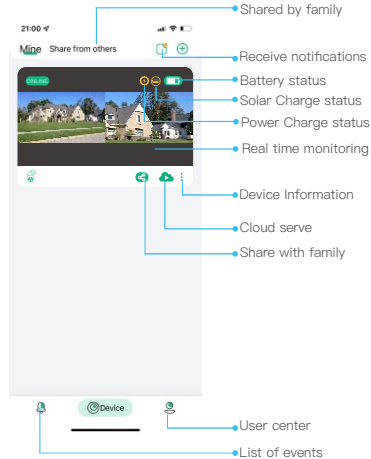 Shared by family
21:00
Mine Share from others
Receive notifications
ONLINE
Battery status
Solar Charge status
Power Charge status
Real time monitoring
Device Information
Cloud serve
Share with family
Device
User center
List of events